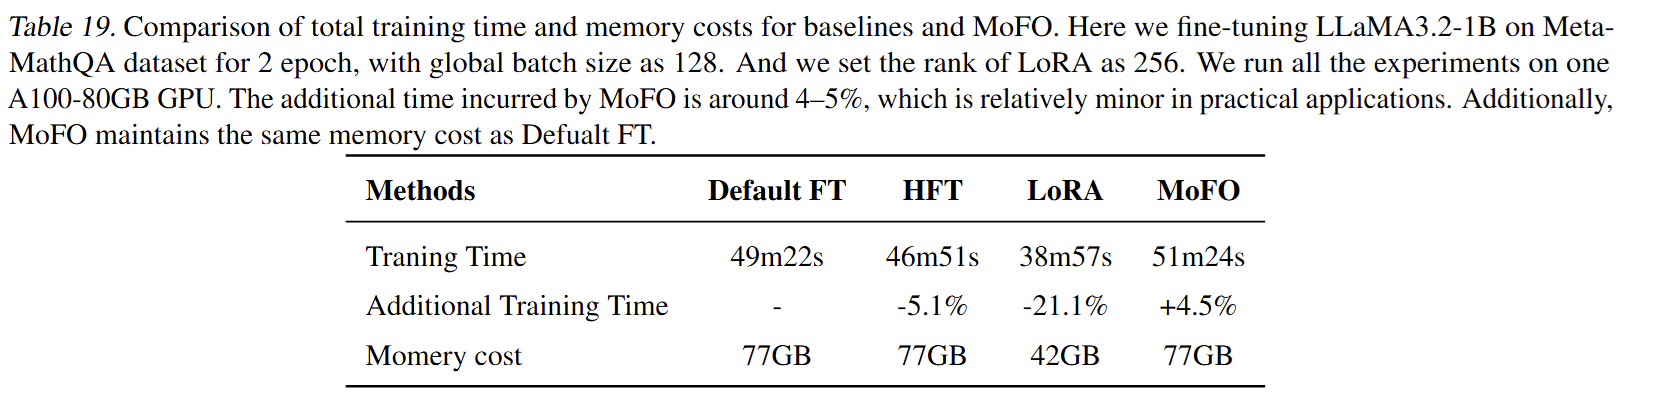 Table 19. Comparison of total training time and memory costs for baselines and MoFO. Here we fine-tuning LLaMA3.2-1B on Meta-
MathQA dataset for 2 epoch, with global batch size as 128. And we set the rank of LoRA as 256. We run all the experiments on one
A100-80GB GPU. The additional time incurred by MoFO is around 4–5%, which is relatively minor in practical applications. Additionally,
MoFO maintains the same memory cost as Defualt FT.
Methods Default FT HFT LoRA MoFO
Traning Time 49m22s 46m51s 38m57s 51m24s
Additional Training Time - -5.1% -21.1% +4.5%
Momery cost 77GB 77GB 42GB 77GB